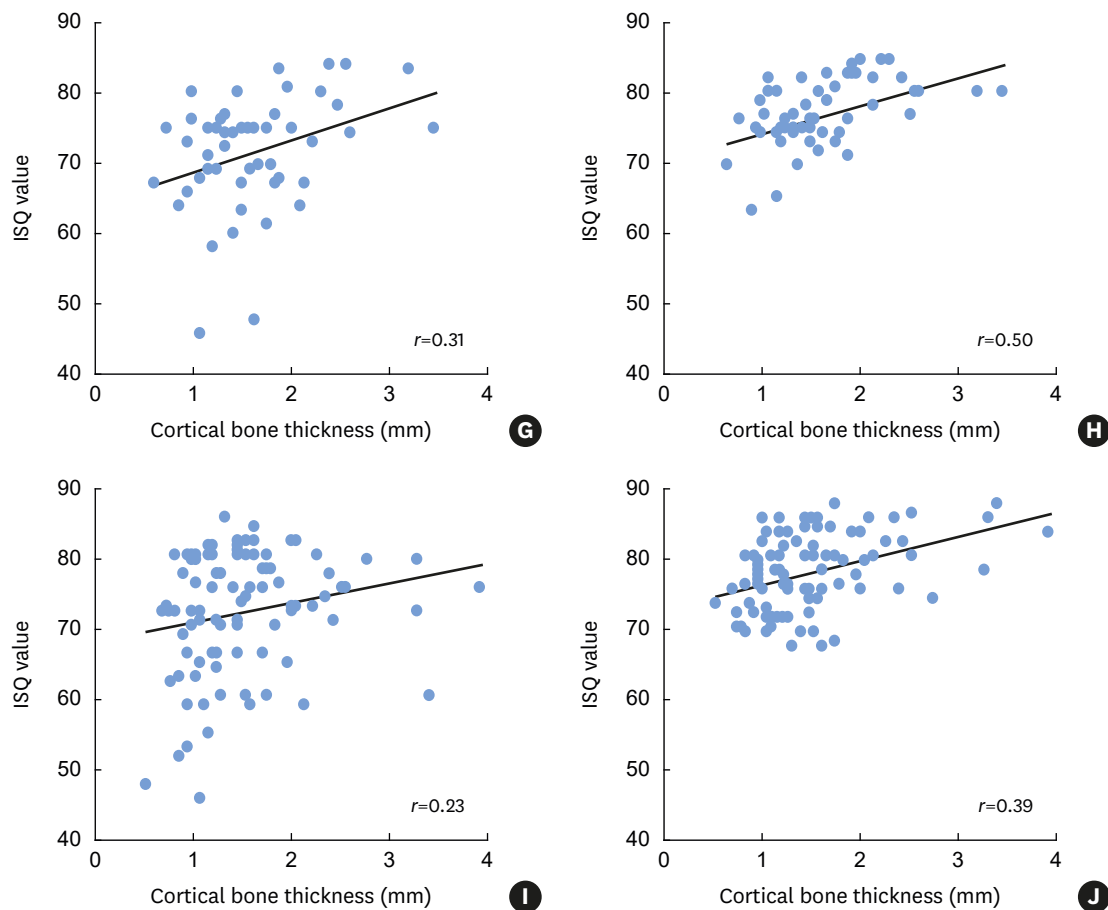 90
80
70
60
50
40
ISQ value
0 1 2 3 4
Cortical bone thickness (mm)
r=0.31
G
90
80
70
60
50
40
ISQ value
0 1 2 3 4
Cortical bone thickness (mm)
r=0.50
H
90
80
70
60
50
40
ISQ value
0 1 2 3 4
Cortical bone thickness (mm)
r=0.23
I
90
80
70
60
50
40
ISQ value
0 1 2 3 4
Cortical bone thickness (mm)
r=0.39
J